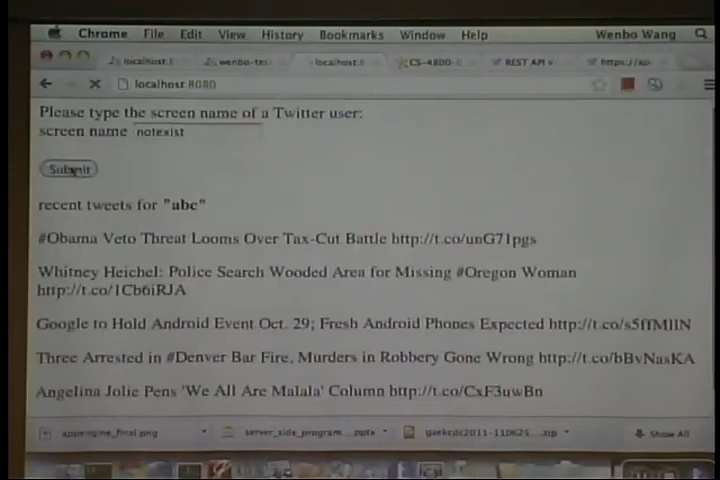 Chrome File Edit View History Bookmarks Window Help Wenbo Wang
localhost:8080
Please type the screen name of a Twitter user:
screen name notexist
Submit
recent tweets for "abc"
#Obama Veto Threat Looms Over Tax-Cut Battle http://t.co/unG71pgs
Whitney Heichel: Police Search Wooded Area for Missing #Oregon Woman
http://t.co/1Cb6iRJA
Google to Hold Android Event Oct. 29; Fresh Android Phones Expected http://t.co/s5ffMIlN
Three Arrested in #Denver Bar Fire, Murders in Robbery Gone Wrong http://t.co/bBvNasKA
Angelina Jolie Pens 'We All Are Malala' Column http://t.co/CxF3uwBn
appengine_final.png server_side_program....pptx Show All